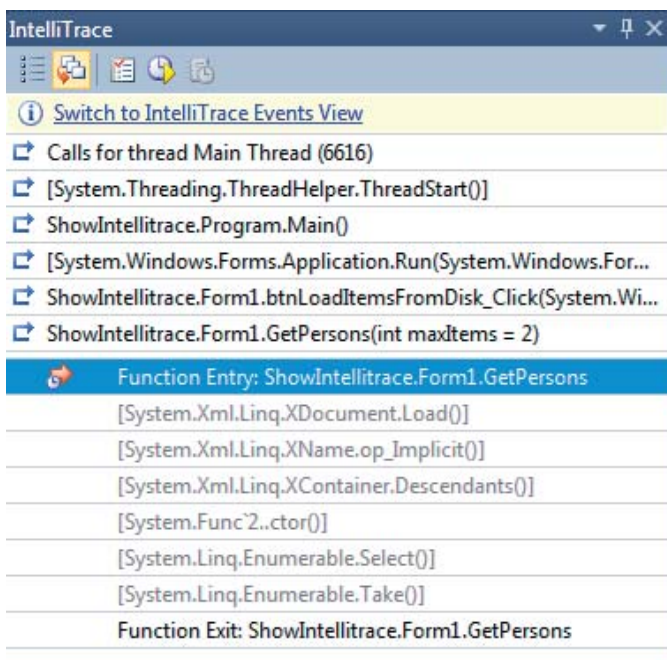 IntelliTrace
Switch to IntelliTrace Events View
Calls for thread Main Thread (6616)
[System.Threading.ThreadHelper.ThreadStart()]
ShowIntellitrace.Program.Main()
[System.Windows.Forms.Application.Run(System.Windows.For...
ShowIntellitrace.Form1.btnLoadItemsFromDisk_Click(System.Wi...
ShowIntellitrace.Form1.GetPersons(int maxItems = 2)
Function Entry: ShowIntellitrace.Form1.GetPersons
[System.Xml.Linq.XDocument.Load()]
[System.Xml.Linq.XName.op_Implicit()]
[System.Xml.Linq.XContainer.Descendants()]
[System.Func`2..ctor()]
[System.Linq.Enumerable.Select()]
[System.Linq.Enumerable.Take()]
Function Exit: ShowIntellitrace.Form1.GetPersons